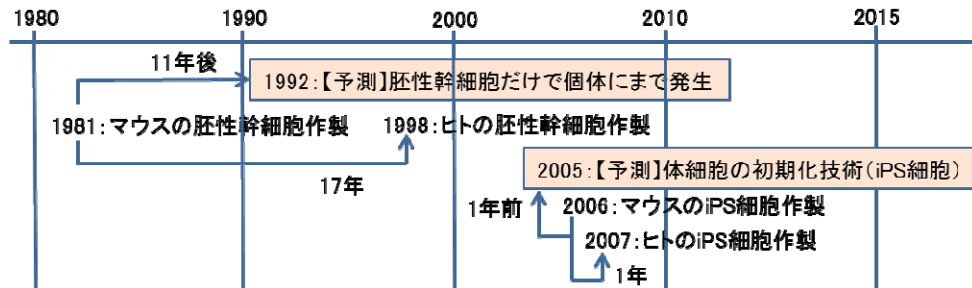 1980 1990 2000 2010 2015
11年後
1992:【予測】胚性幹細胞だけで個体にまで発生
1981:マウスの胚性幹細胞作製 1998:ヒトの胚性幹細胞作製
17年
2005:【予測】体細胞の初期化技術(iPS細胞)
1年前 2006:マウスのiPS細胞作製
2007:ヒトのiPS細胞作製
1年